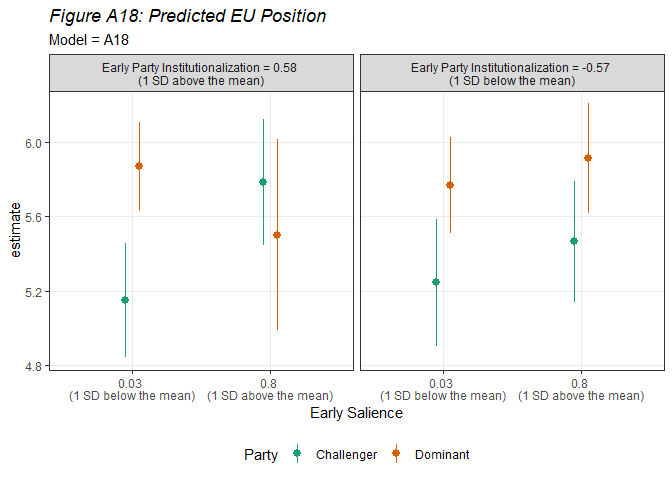 Figure A18: Predicted EU Position
Model = A18
Early Party Institutionalization = 0.58
(1 SD above the mean)
Early Party Institutionalization = -0.57
(1 SD below the mean)
estimate
6.0
5.6
5.2
4.8
0.03
(1 SD below the mean)
0.8
(1 SD above the mean)
0.03
(1 SD below the mean)
0.8
(1 SD above the mean)
Early Salience
Party Challenger Dominant